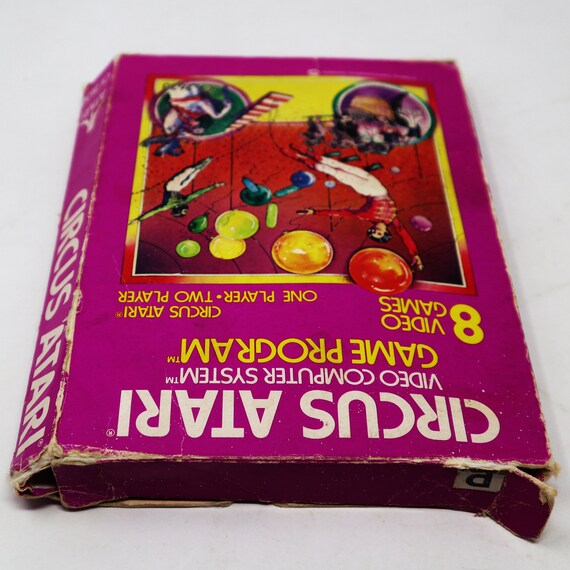 CIRCUS ATARI®
VIDEO COMPUTER SYSTEM™
GAME PROGRAM™
8 VIDEO GAMES
CIRCUS ATARI®
ONE PLAYER • TWO PLAYER
CIRCUS ATARI®